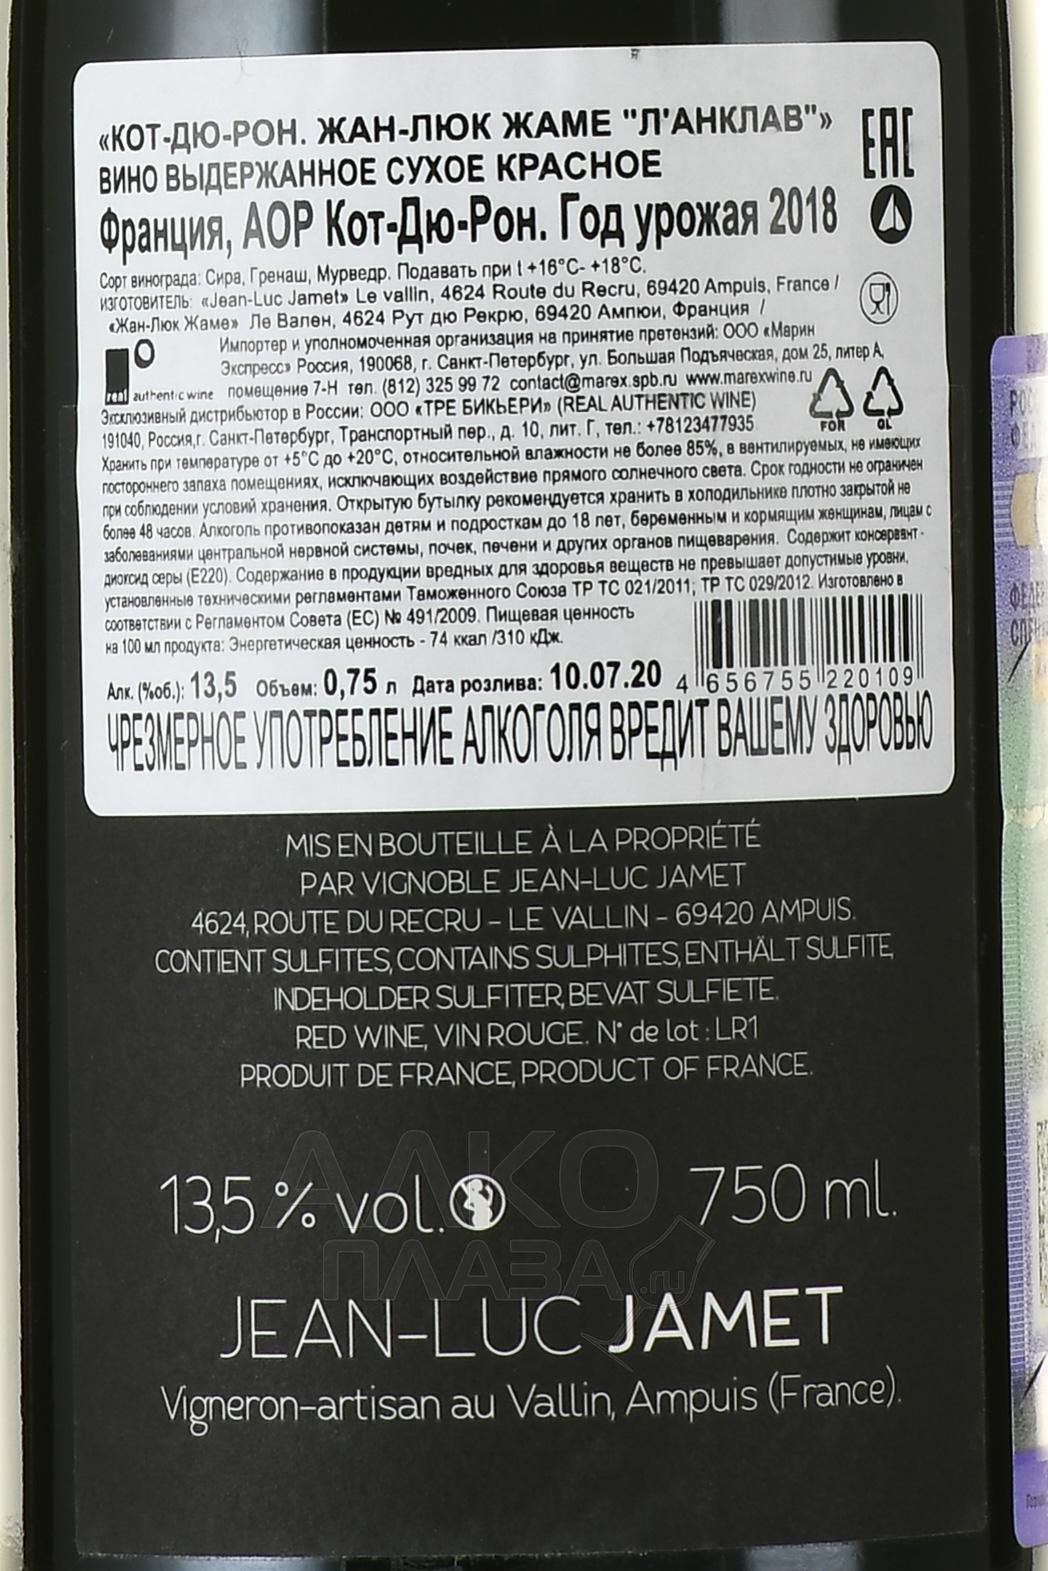 «КОТ-ДЮ-РОН. ЖАН-ЛЮК ЖАМЕ "Л'АНКЛАВ"»
ВИНО ВЫДЕРЖАННОЕ СУХОЕ КРАСНОЕ
Франция, АОР Кот-Дю-Рон. Год урожая 2018
EAC
Сорт винограда: Сира, Гренаш, Мурведр. Подавать при t +16°C- +18°C.
ИЗГОТОВИТЕЛЬ: «Jean-Luc Jamet» Le vallin, 4624 Route du Recru, 69420 Ampuis, France /
«Жан-Люк Жаме» Ле Вален, 4624 Рут дю Рекрю, 69420 Ампюи, Франция /
Импортер и уполномоченная организация на принятие претензий: ООО «Марин
Экспресс» Россия, 190068, г. Санкт-Петербург, ул. Большая Подъяческая, дом 25, литер А,
real authentic wine помещение 7-Н тел. (812) 325 99 72 contact@marex.spb.ru www.marexwine.ru
FOR GL
Эксклюзивный дистрибьютор в России: ООО «ТРЕ БИКЬЕРИ» (REAL AUTHENTIC WINE)
191040, Россия,г. Санкт-Петербург, Транспортный пер., д. 10, лит. Г, тел.: +78123477935
Хранить при температуре от +5°C до +20°C, относительной влажности не более 85%, в вентилируемых, не имеющих
постороннего запаха помещениях, исключающих воздействие прямого солнечного света. Срок годности не ограничен
при соблюдении условий хранения. Открытую бутылку рекомендуется хранить в холодильнике плотно закрытой не
более 48 часов. Алкоголь противопоказан детям и подросткам до 18 лет, беременным и кормящим женщинам, лицам с
заболеваниями центральной нервной системы, почек, печени и других органов пищеварения. Содержит консервант -
диоксид серы (Е220). Содержание в продукции вредных для здоровья веществ не превышает допустимые уровни,
установленные техническими регламентами Таможенного Союза ТР ТС 021/2011; ТР ТС 029/2012. Изготовлено в
соответствии с Регламентом Совета (ЕС) № 491/2009. Пищевая ценность
на 100 мл продукта: Энергетическая ценность - 74 ккал /310 кДж.
Алк. (%об.): 13,5 Объем: 0,75 л Дата розлива: 10.07.20
4 656755 220109
ЧРЕЗМЕРНОЕ УПОТРЕБЛЕНИЕ АЛКОГОЛЯ ВРЕДИТ ВАШЕМУ ЗДОРОВЬЮ
MIS EN BOUTEILLE À LA PROPRIÉTÉ
PAR VIGNOBLE JEAN-LUC JAMET
4624, ROUTE DU RECRU - LE VALLIN - 69420 AMPUIS.
CONTIENT SULFITES, CONTAINS SULPHITES, ENTHÄLT SULFITE,
INDEHOLDER SULFITER, BEVAT SULFIETE.
RED WINE, VIN ROUGE. N° de lot : LR1
PRODUIT DE FRANCE, PRODUCT OF FRANCE.
13,5 % vol. 750 ml.
АЛКО
ПЛАЗА .ru
JEAN-LUC JAMET
Vigneron-artisan au Vallin, Ampuis (France).